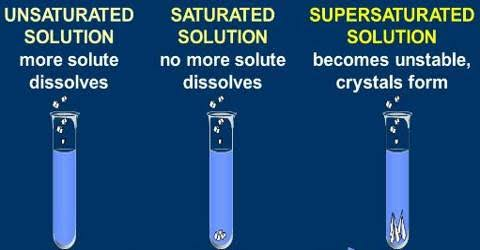 UNSATURATED
SOLUTION
more solute
dissolves
SATURATED
SOLUTION
no more solute
dissolves
SUPERSATURATED
SOLUTION
becomes unstable,
crystals form